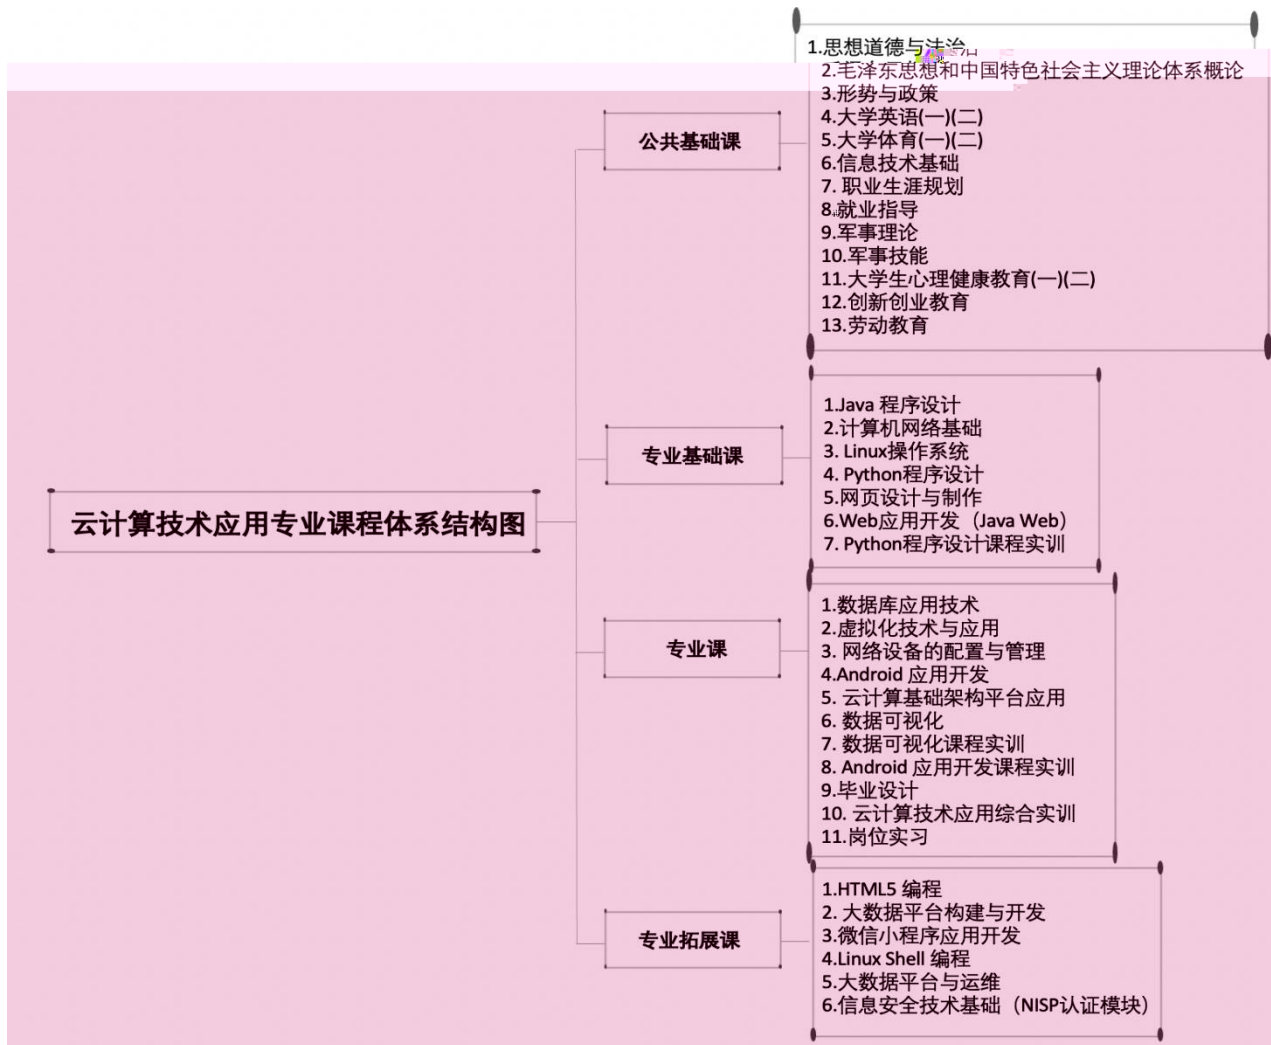 1.思想道德与法治
2.毛泽东思想和中国特色社会主义理论体系概论
3.形势与政策
4.大学英语(一)(二)
5.大学体育(一)(二)
6.信息技术基础
7. 职业生涯规划
8.就业指导
9.军事理论
10.军事技能
11.大学生心理健康教育(一)(二)
12.创新创业教育
13.劳动教育
公共基础课
1.Java 程序设计
2.计算机网络基础
3. Linux操作系统
4. Python程序设计
5.网页设计与制作
6.Web应用开发（Java Web）
7. Python程序设计课程实训
专业基础课
云计算技术应用专业课程体系结构图
1.数据库应用技术
2.虚拟化技术与应用
3. 网络设备的配置与管理
4.Android 应用开发
5. 云计算基础架构平台应用
6. 数据可视化
7. 数据可视化课程实训
8. Android 应用开发课程实训
9.毕业设计
10. 云计算技术应用综合实训
11.岗位实习
专业课
1.HTML5 编程
2. 大数据平台构建与开发
3.微信小程序应用开发
4.Linux Shell 编程
5.大数据平台与运维
6.信息安全技术基础（NISP认证模块）
专业拓展课